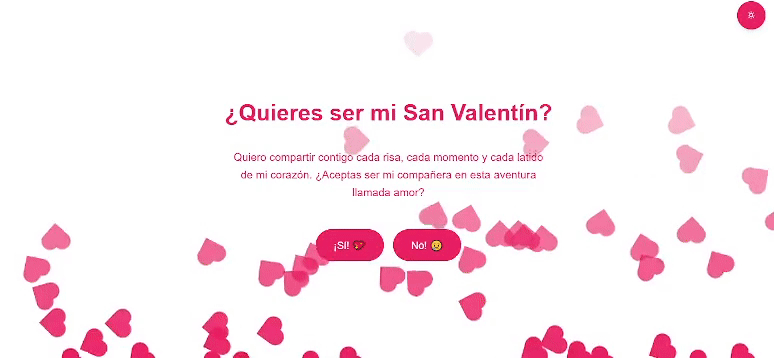 ¿Quieres ser mi San Valentín?
Quiero compartir contigo cada risa, cada momento y cada latido
de mi corazón. ¿Aceptas ser mi compañera en esta aventura
llamada amor?
¡Sí! 💖 No! 😢